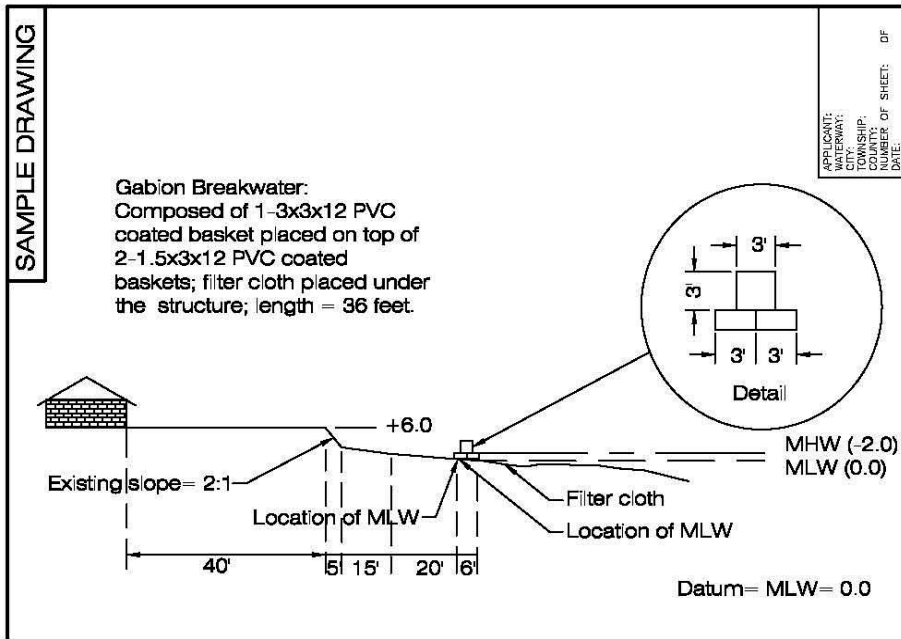 SAMPLE DRAWING
APPLICANT:
WATERWAY:
CITY:
TOWNSHIP:
COUNTY:
NUMBER OF SHEET: OF
DATE:
Gabion Breakwater:
Composed of 1-3x3x12 PVC
coated basket placed on top of
2-1.5x3x12 PVC coated
baskets; filter cloth placed under
the structure; length = 36 feet.
3'
3'
3' 3'
Detail
+6.0
MHW (-2.0)
MLW (0.0)
Existing slope= 2:1
Filter cloth
Location of MLW
Location of MLW
40' 5' 15' 20' 6'
Datum= MLW= 0.0